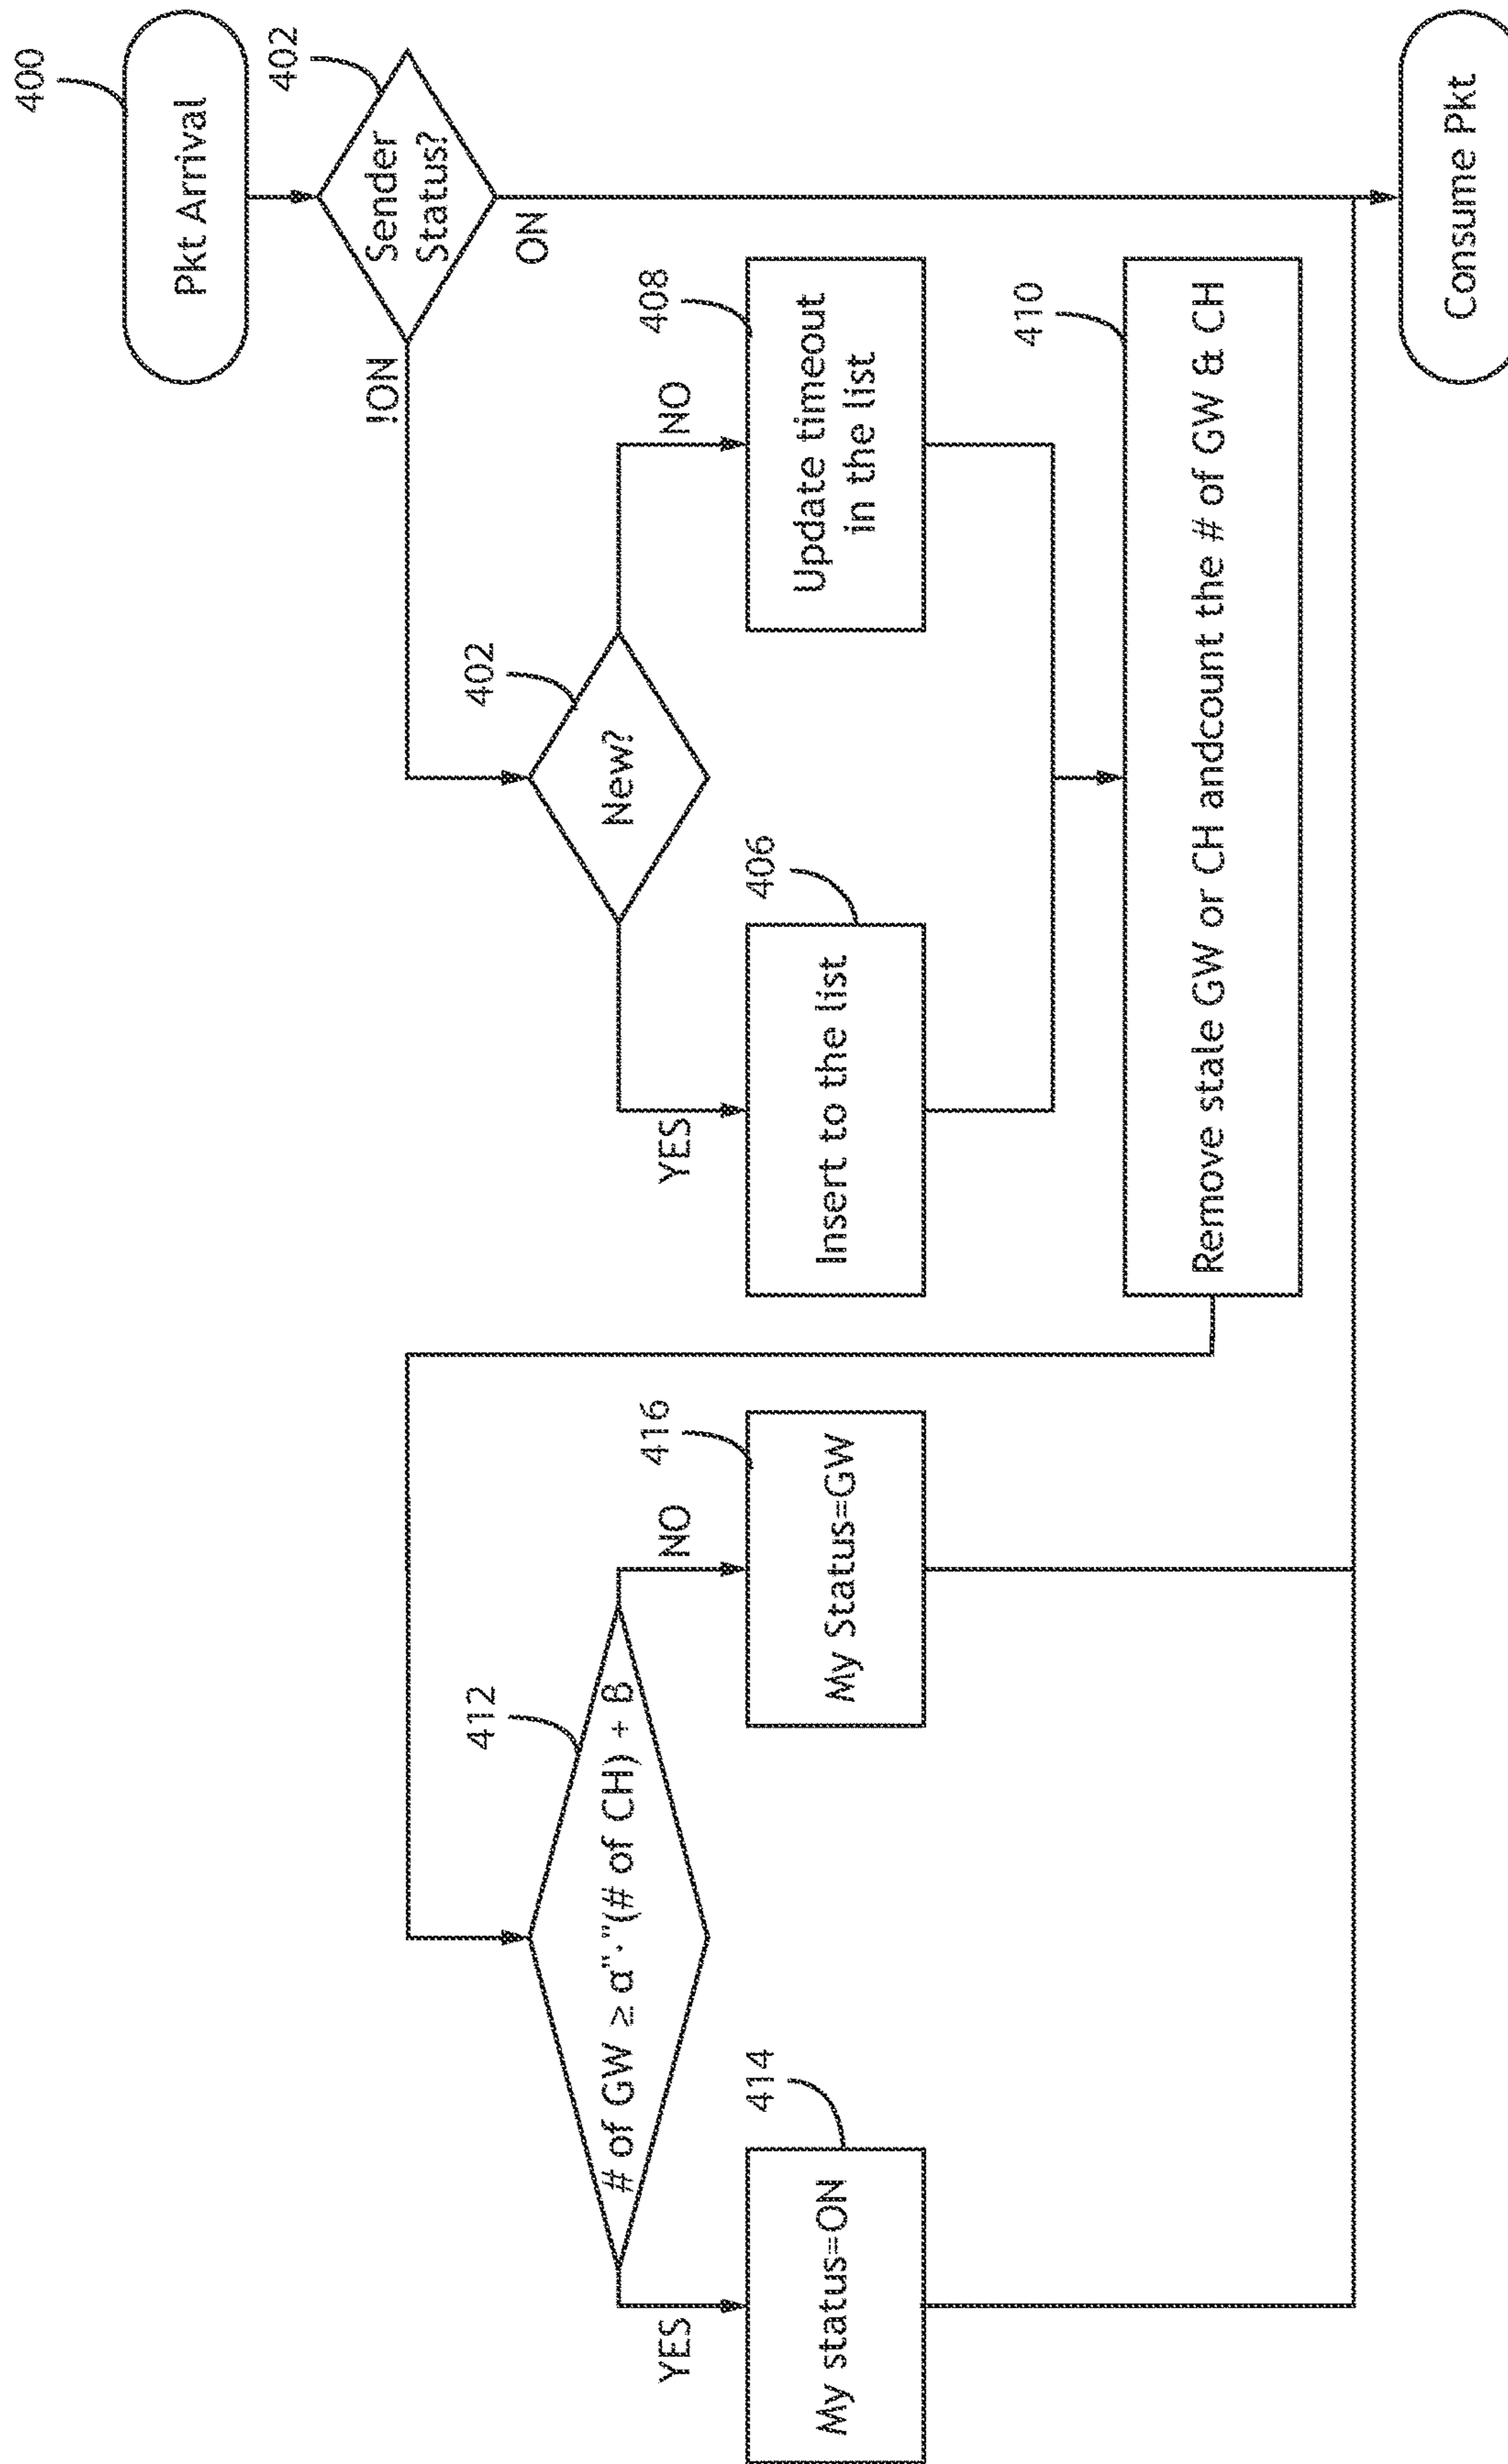 400
Pkt Arrival
402
Sender
Status?
!ON
ON
402
New?
YES
NO
406
Insert to the list
408
Update timeout
in the list
410
Remove stale GW or CH andcount the # of GW & CH
412
# of GW ≥ α"·"(# of CH) + B
YES
NO
414
My status=ON
416
My Status=GW
Consume Pkt